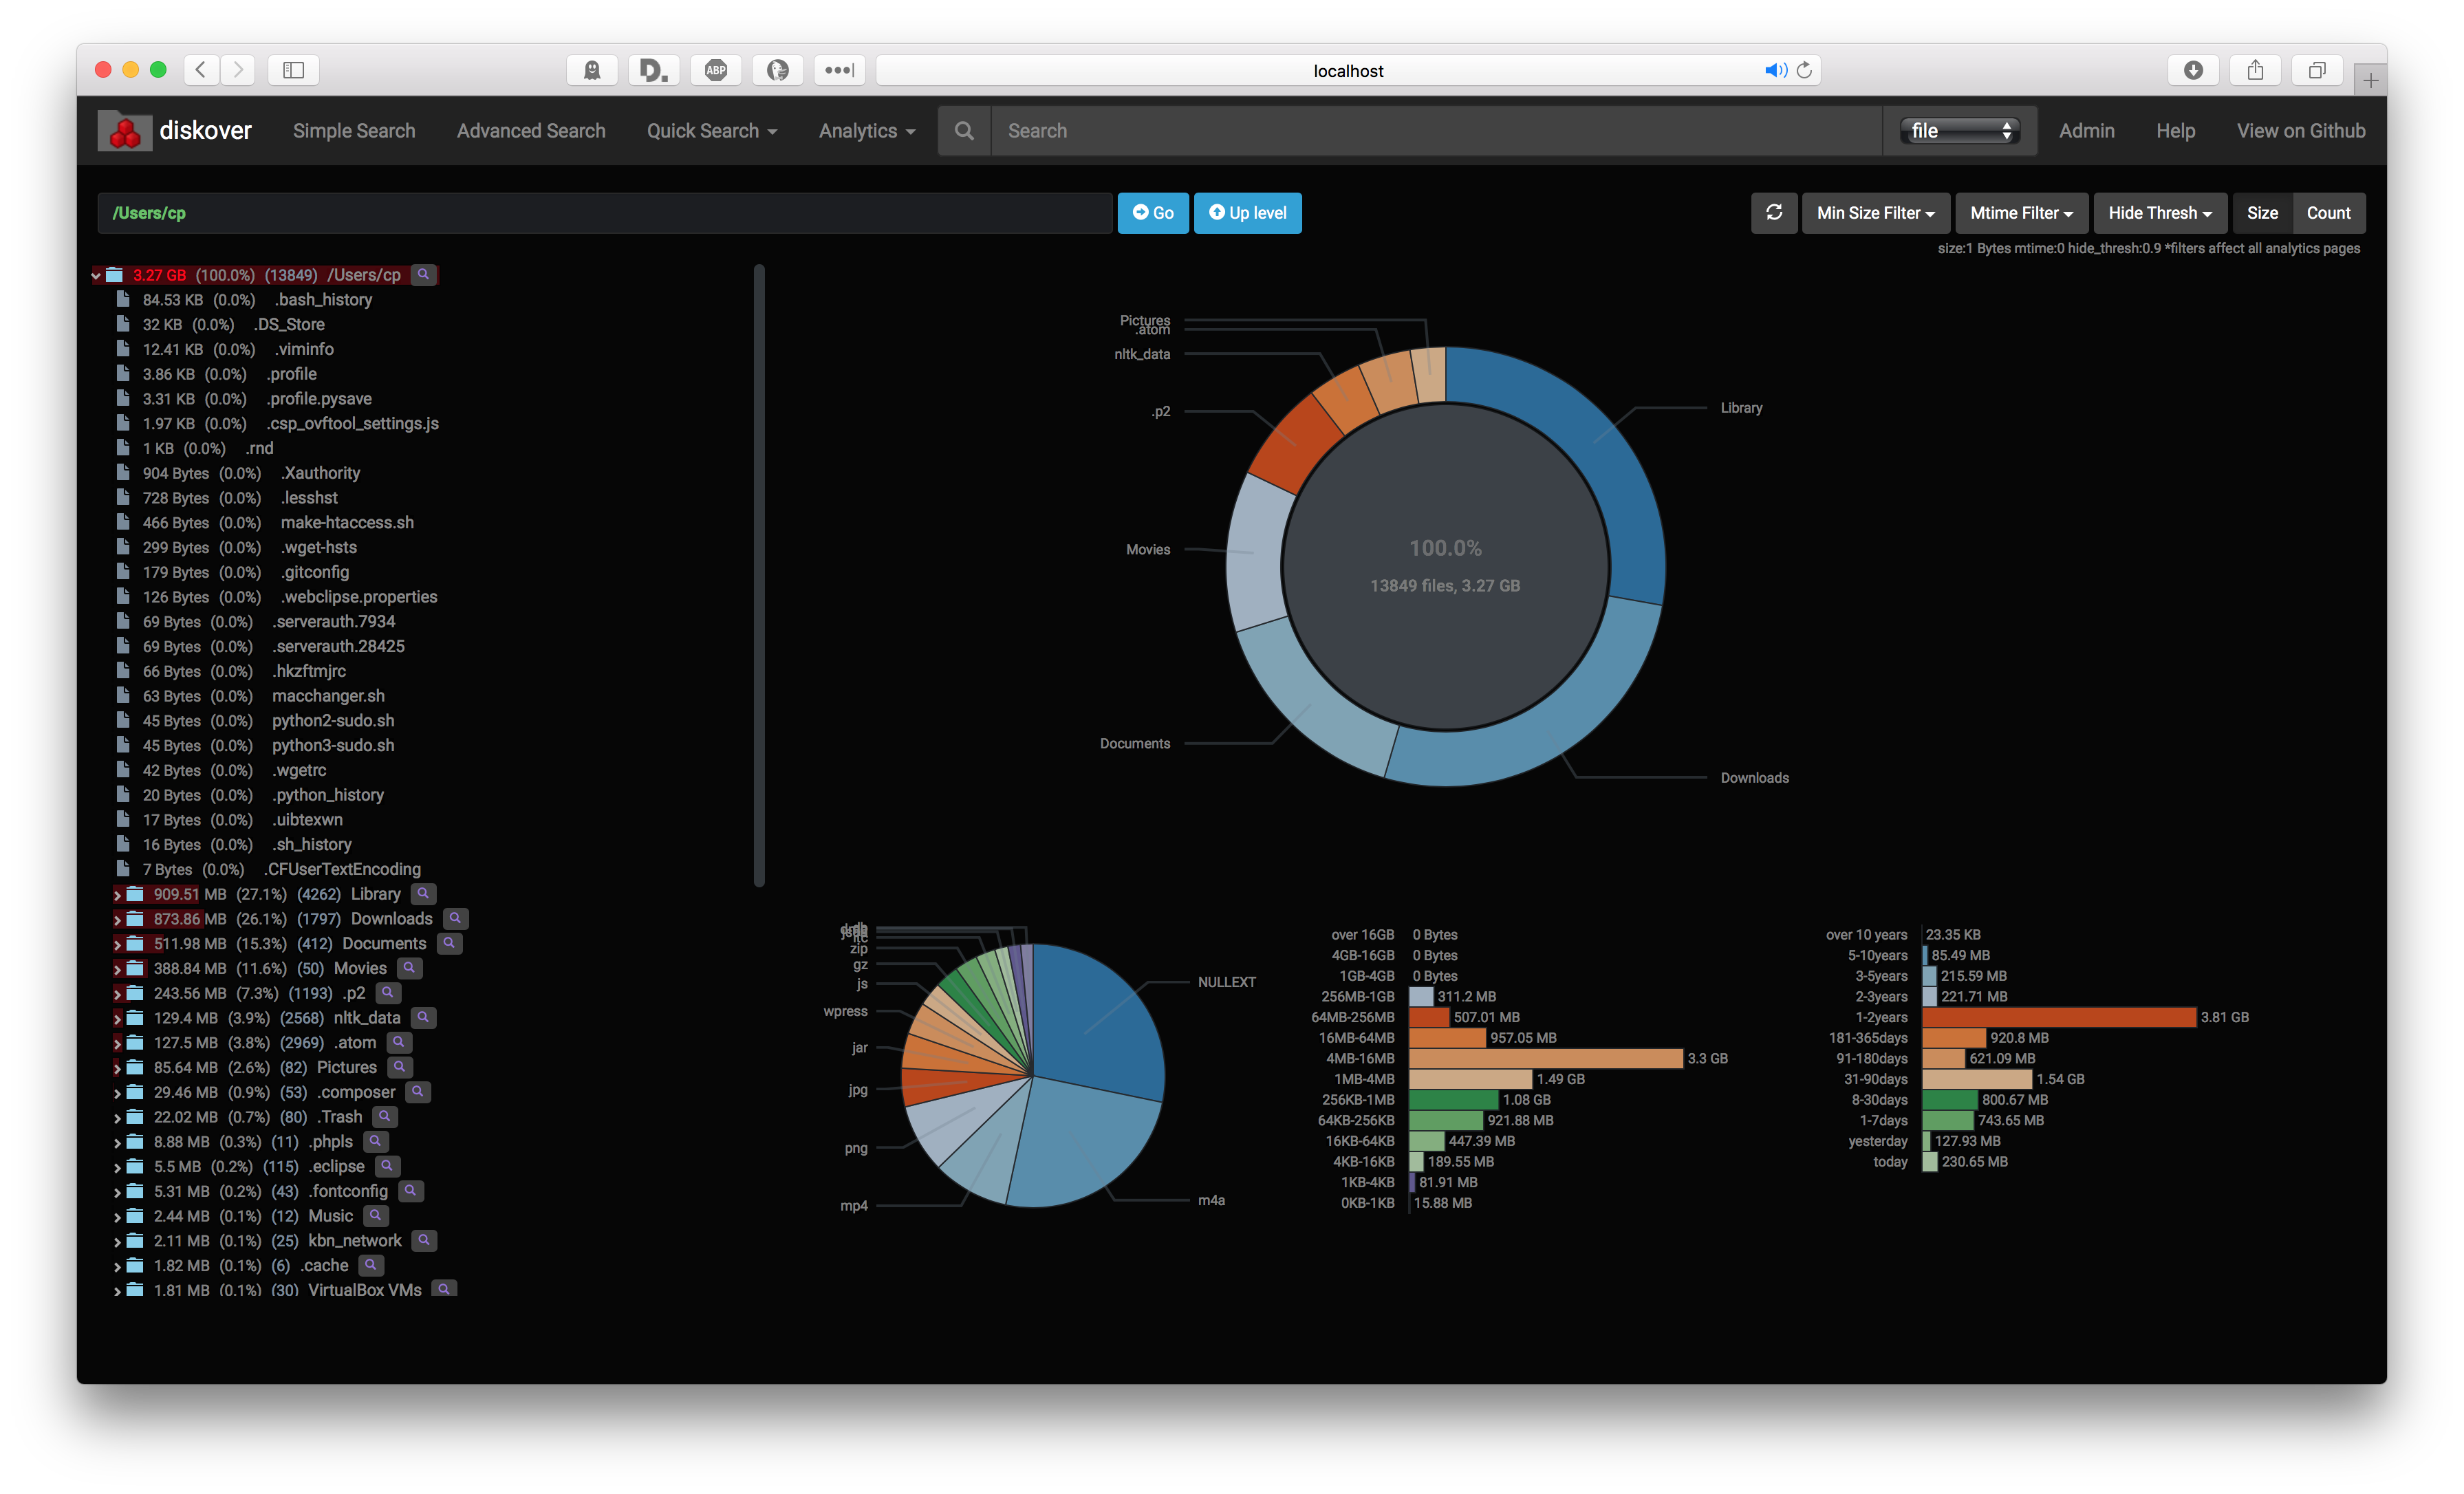 localhost
diskover Simple Search Advanced Search Quick Search Analytics Search file Admin Help View on Github
/Users/cp Go Up level Min Size Filter Mtime Filter Hide Thresh Size Count
size:1 Bytes mtime:0 hide_thresh:0.9 *filters affect all analytics pages
3.27 GB (100.0%) (13849) /Users/cp
84.53 KB (0.0%) .bash_history
32 KB (0.0%) .DS_Store
12.41 KB (0.0%) .viminfo
3.86 KB (0.0%) .profile
3.31 KB (0.0%) .profile.pysave
1.97 KB (0.0%) .csp_ovftool_settings.js
1 KB (0.0%) .rnd
904 Bytes (0.0%) .Xauthority
728 Bytes (0.0%) .lesshst
466 Bytes (0.0%) make-htaccess.sh
299 Bytes (0.0%) .wget-hsts
179 Bytes (0.0%) .gitconfig
126 Bytes (0.0%) .webclipse.properties
69 Bytes (0.0%) .serverauth.7934
69 Bytes (0.0%) .serverauth.28425
66 Bytes (0.0%) .hkzftmjrc
63 Bytes (0.0%) macchanger.sh
45 Bytes (0.0%) python2-sudo.sh
45 Bytes (0.0%) python3-sudo.sh
42 Bytes (0.0%) .wgetrc
20 Bytes (0.0%) .python_history
17 Bytes (0.0%) .uibtexwn
16 Bytes (0.0%) .sh_history
7 Bytes (0.0%) .CFUserTextEncoding
909.51 MB (27.1%) (4262) Library
873.86 MB (26.1%) (1797) Downloads
511.98 MB (15.3%) (412) Documents
388.84 MB (11.6%) (50) Movies
243.56 MB (7.3%) (1193) .p2
129.4 MB (3.9%) (2568) nltk_data
127.5 MB (3.8%) (2969) .atom
85.64 MB (2.6%) (82) Pictures
29.46 MB (0.9%) (53) .composer
22.02 MB (0.7%) (80) .Trash
8.88 MB (0.3%) (11) .phpls
5.5 MB (0.2%) (115) .eclipse
5.31 MB (0.2%) (43) .fontconfig
2.44 MB (0.1%) (12) Music
2.11 MB (0.1%) (25) kbn_network
1.82 MB (0.1%) (6) .cache
1.81 MB (0.1%) (30) VirtualBox VMs
Pictures
.atom
nltk_data
.p2
Movies
Documents
Library
Downloads
100.0%
13849 files, 3.27 GB
zip
gz
js
wpress
jar
jpg
png
mp4
NULLEXT
m4a
over 16GB 0 Bytes
4GB-16GB 0 Bytes
1GB-4GB 0 Bytes
256MB-1GB 311.2 MB
64MB-256MB 507.01 MB
16MB-64MB 957.05 MB
4MB-16MB 3.3 GB
1MB-4MB 1.49 GB
256KB-1MB 1.08 GB
64KB-256KB 921.88 MB
16KB-64KB 447.39 MB
4KB-16KB 189.55 MB
1KB-4KB 81.91 MB
0KB-1KB 15.88 MB
over 10 years 23.35 KB
5-10years 85.49 MB
3-5years 215.59 MB
2-3years 221.71 MB
1-2years 3.81 GB
181-365days 920.8 MB
91-180days 621.09 MB
31-90days 1.54 GB
8-30days 800.67 MB
1-7days 743.65 MB
yesterday 127.93 MB
today 230.65 MB